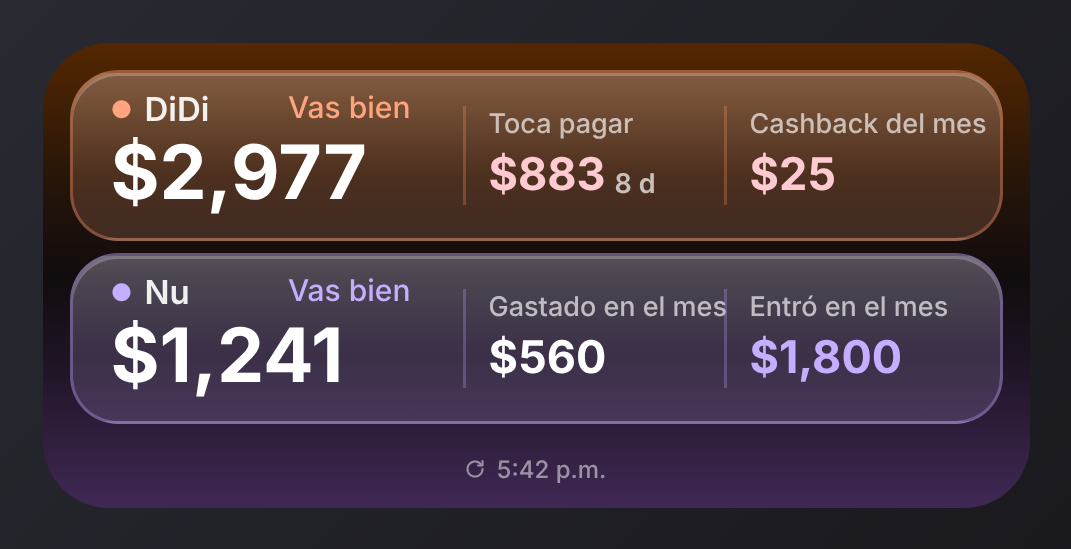 DiDi Vas bien
$2,977
Toca pagar
$883 8 d
Cashback del mes
$25
Nu Vas bien
$1,241
Gastado en el mes
$560
Entró en el mes
$1,800
5:42 p.m.